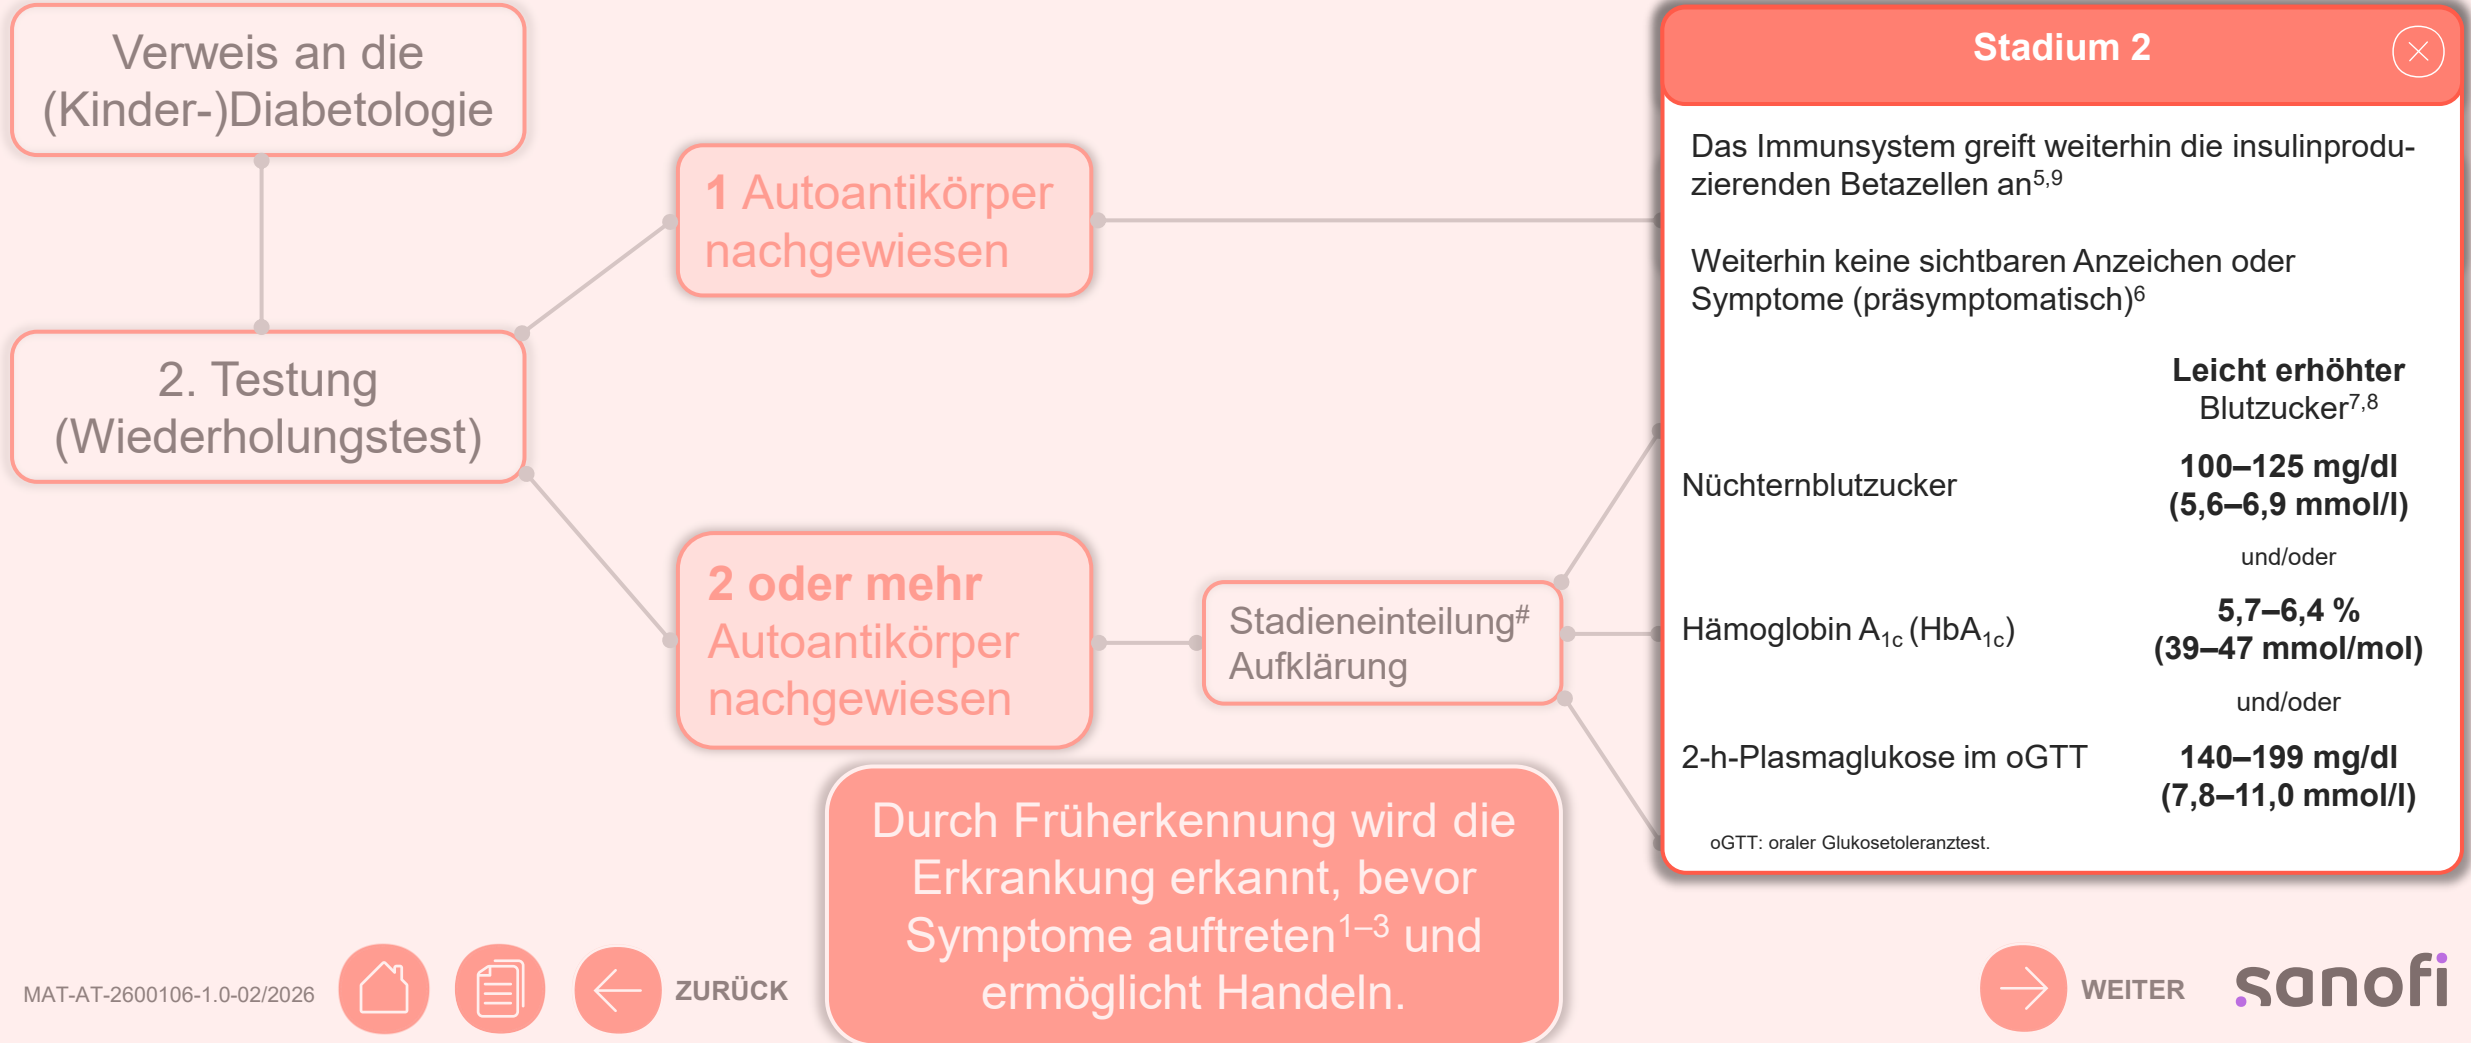 Verweis an die
(Kinder-)Diabetologie
2. Testung
(Wiederholungstest)
1 Autoantikörper
nachgewiesen
2 oder mehr
Autoantikörper
nachgewiesen
Stadieneinteilung#
Aufklärung
Durch Früherkennung wird die
Erkrankung erkannt, bevor
Symptome auftreten1–3 und
ermöglicht Handeln.
Stadium 2
Das Immunsystem greift weiterhin die insulinprodu-
zierenden Betazellen an5,9
Weiterhin keine sichtbaren Anzeichen oder
Symptome (präsymptomatisch)6
Leicht erhöhter
Blutzucker7,8
Nüchternblutzucker
100–125 mg/dl
(5,6–6,9 mmol/l)
und/oder
Hämoglobin A1c (HbA1c)
5,7–6,4 %
(39–47 mmol/mol)
und/oder
2-h-Plasmaglukose im oGTT
140–199 mg/dl
(7,8–11,0 mmol/l)
oGTT: oraler Glukosetoleranztest.
MAT-AT-2600106-1.0-02/2026
ZURÜCK
WEITER
sanofi